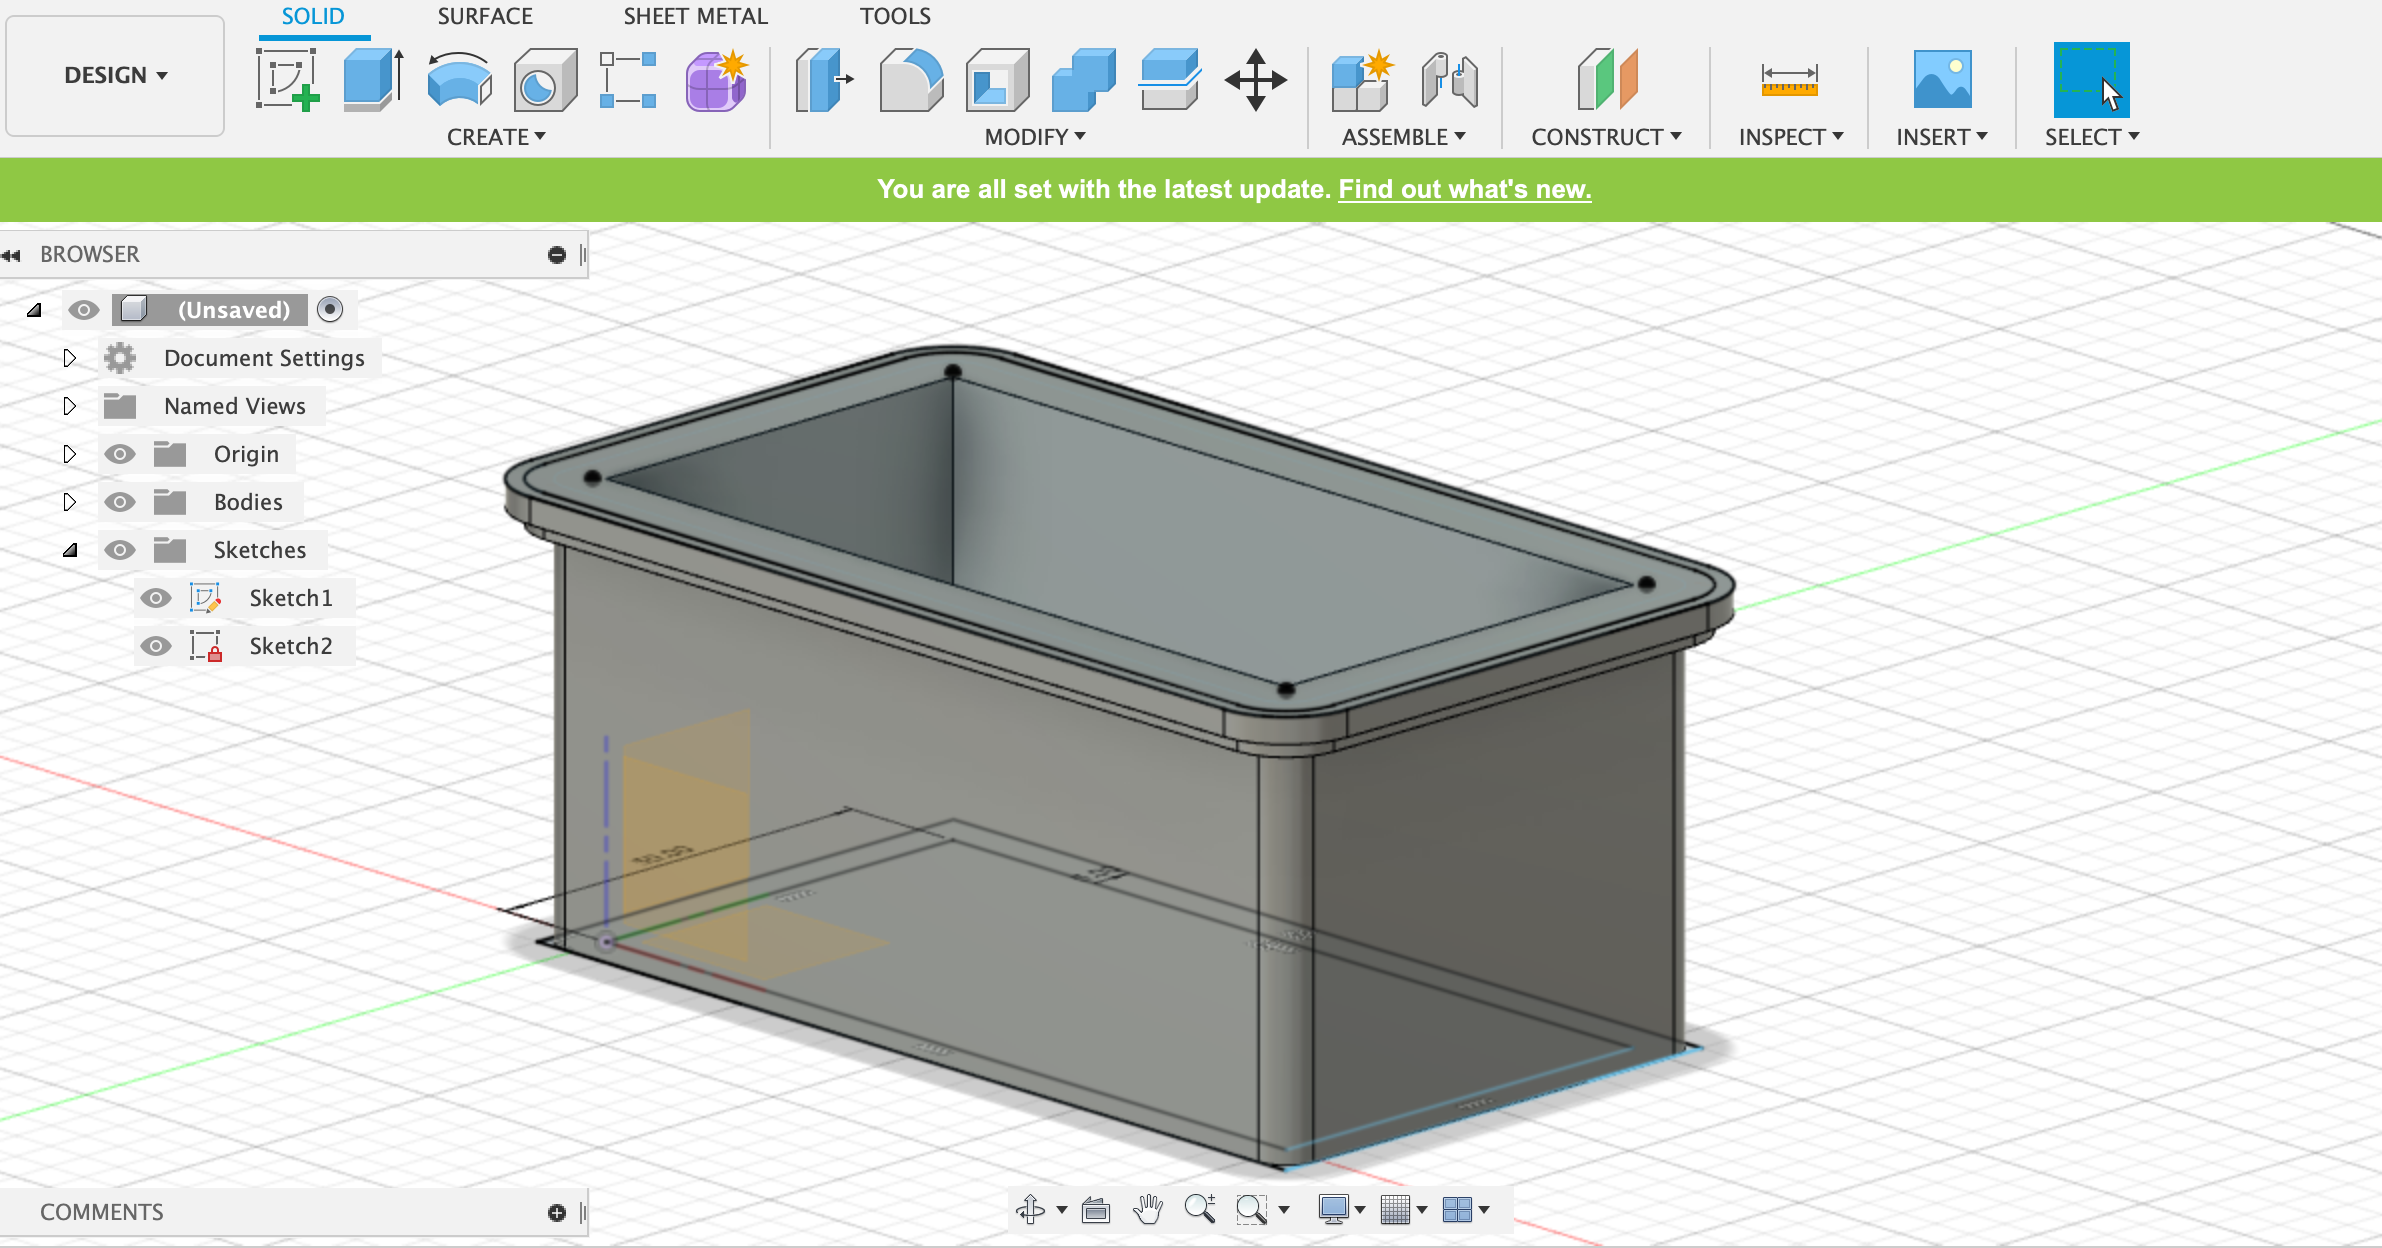 SOLID
SURFACE
SHEET METAL
TOOLS
DESIGN
CREATE
MODIFY
ASSEMBLE
CONSTRUCT
INSPECT
INSERT
SELECT
You are all set with the latest update. Find out what's new.
BROWSER
(Unsaved)
Document Settings
Named Views
Origin
Bodies
Sketches
Sketch1
Sketch2
COMMENTS